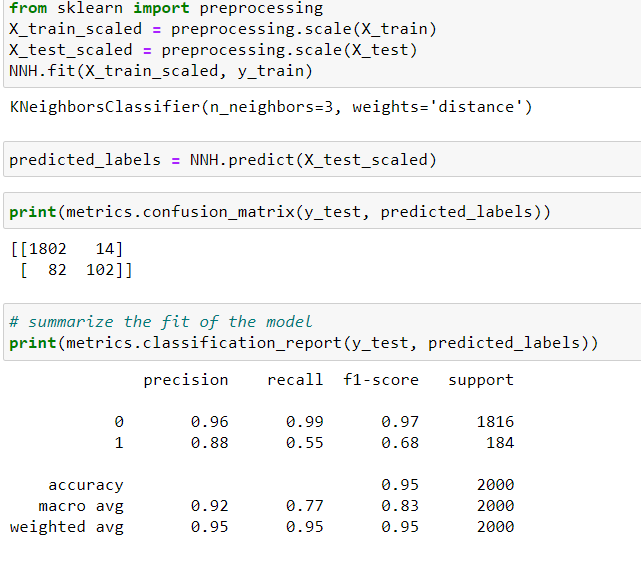 from sklearn import preprocessing
X_train_scaled = preprocessing.scale(X_train)
X_test_scaled = preprocessing.scale(X_test)
NNH.fit(X_train_scaled, y_train)
KNeighborsClassifier(n_neighbors=3, weights='distance')
predicted_labels = NNH.predict(X_test_scaled)
print(metrics.confusion_matrix(y_test, predicted_labels))
[[1802   14]
 [  82  102]]
# summarize the fit of the model
print(metrics.classification_report(y_test, predicted_labels))
              precision    recall  f1-score   support
           0       0.96      0.99      0.97      1816
           1       0.88      0.55      0.68       184
    accuracy                           0.95      2000
   macro avg       0.92      0.77      0.83      2000
weighted avg       0.95      0.95      0.95      2000